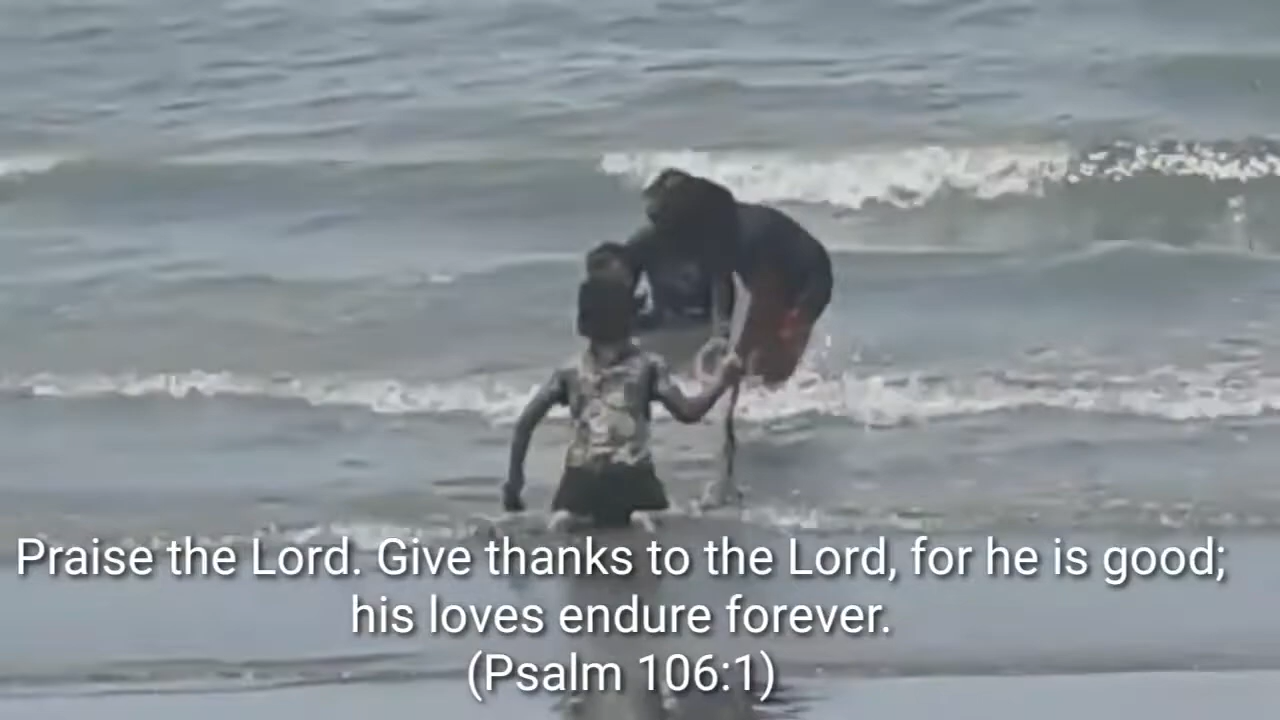 Praise the Lord. Give thanks to the Lord, for he is good;
his loves endure forever.
(Psalm 106:1)